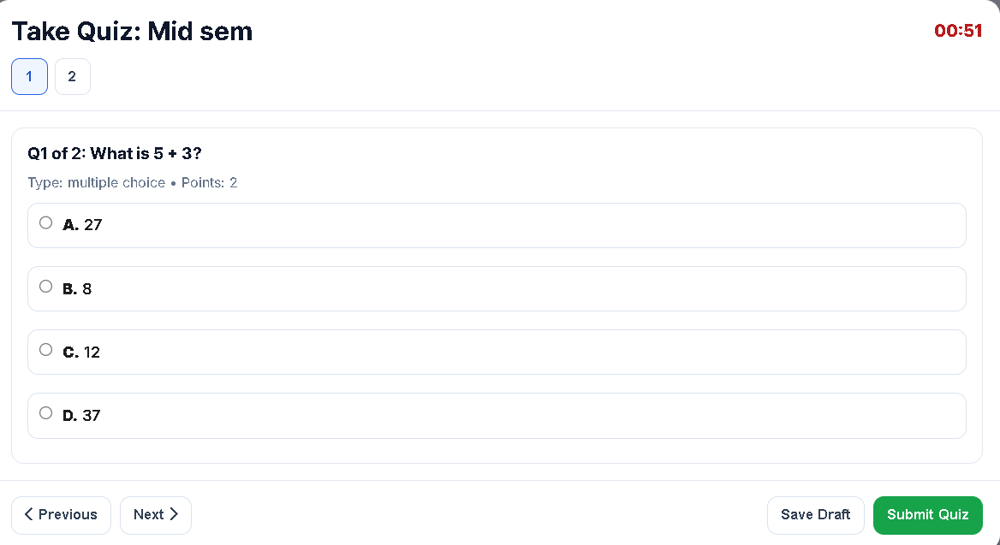 Take Quiz: Mid sem
00:51
1
2
Q1 of 2: What is 5 + 3?
Type: multiple choice • Points: 2
A. 27
B. 8
C. 12
D. 37
Previous
Next
Save Draft
Submit Quiz